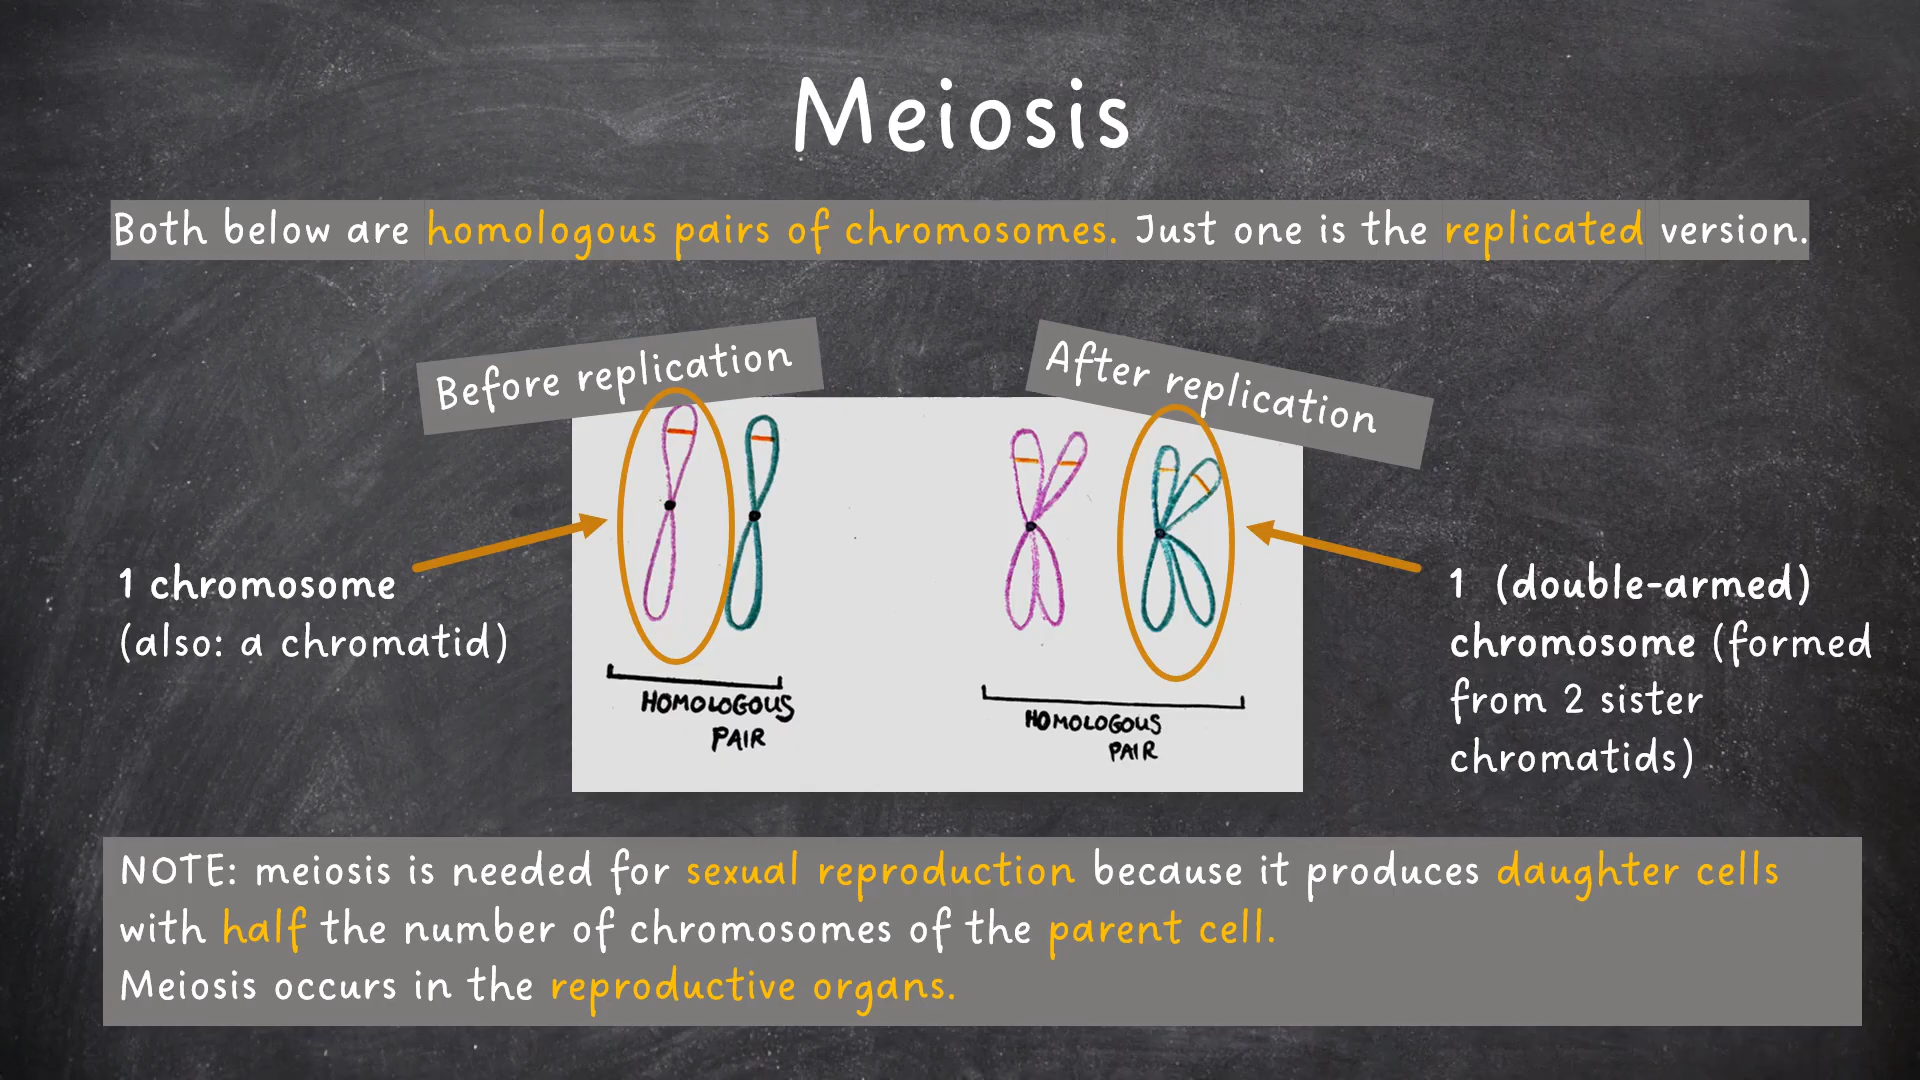 Meiosis
Both below are homologous pairs of chromosomes. Just one is the replicated version.
Before replication
After replication
1 chromosome
(also: a chromatid)
HOMOLOGOUS
PAIR
HOMOLOGOUS
PAIR
1 (double-armed)
chromosome (formed
from 2 sister
chromatids)
NOTE: meiosis is needed for sexual reproduction because it produces daughter cells
with half the number of chromosomes of the parent cell.
Meiosis occurs in the reproductive organs.